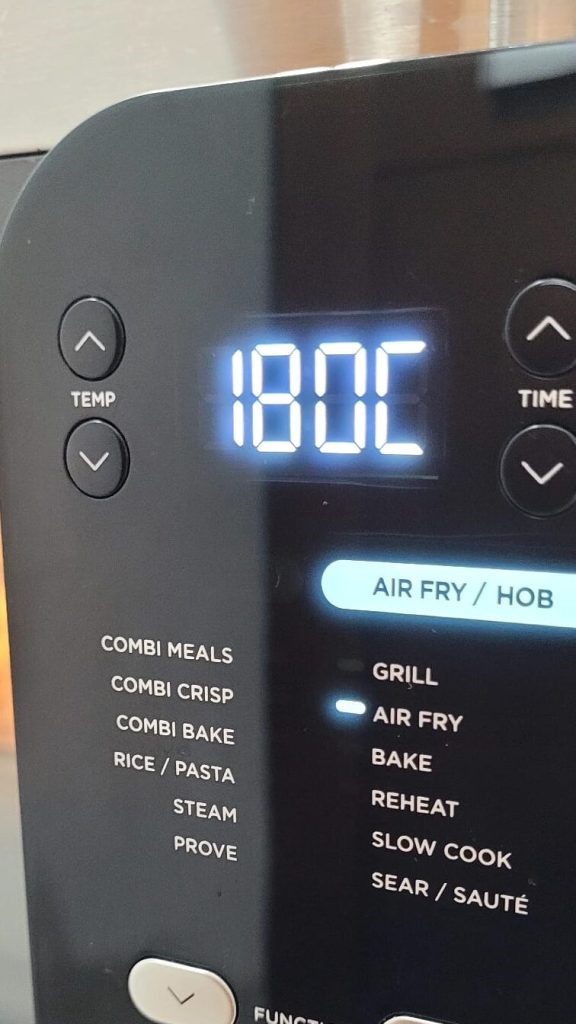 180C
TEMP
TIME
AIR FRY / HOB
COMBI MEALS
COMBI CRISP
COMBI BAKE
RICE / PASTA
STEAM
PROVE
GRILL
AIR FRY
BAKE
REHEAT
SLOW COOK
SEAR / SAUTÉ